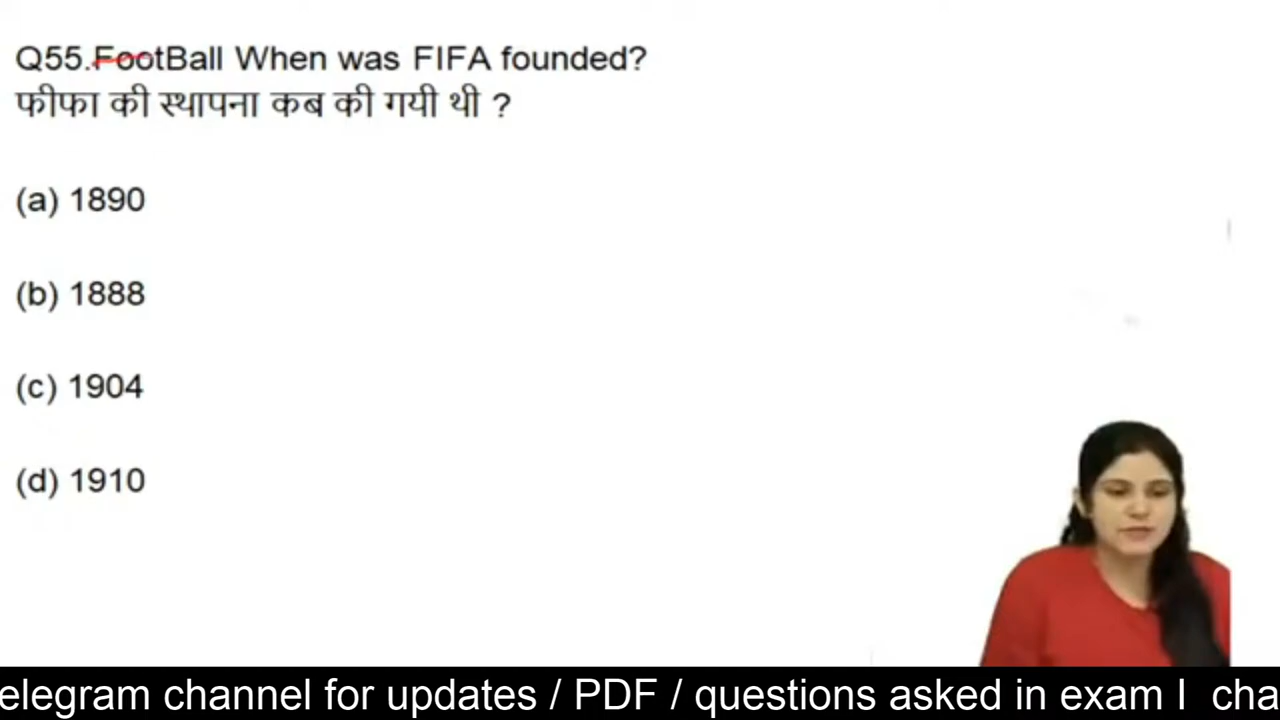 Q55.FootBall When was FIFA founded?
फीफा की स्थापना कब की गयी थी ?
(a) 1890
(b) 1888
(c) 1904
(d) 1910
elegram channel for updates / PDF / questions asked in exam I cha